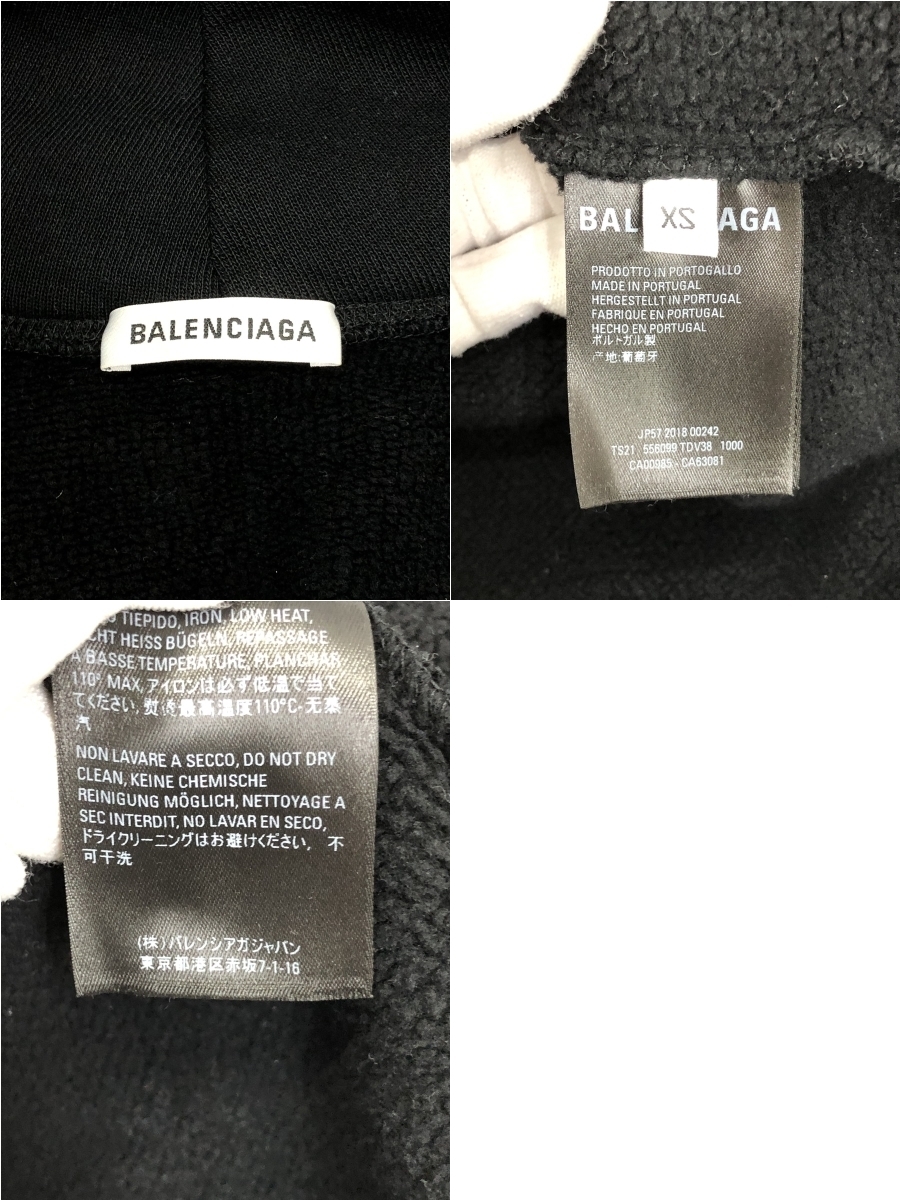 BALENCIAGA
BAL XS AGA
PRODOTTO IN PORTOGALLO
MADE IN PORTUGAL
HERGESTELLT IN PORTUGAL
FABRIQUE EN PORTUGAL
HECHO EN PORTUGAL
ポルトガル製
产地:葡萄牙
JP57 2018 00242
TS21 556099 TDV38 1000
CA00985 - CA63081
TIEPIDO, IRON, LOW HEAT,
HEISS BÜGELN, REPASSAGE
A BASSE TEMPERATURE, PLANCHAR
110° MAX, アイロンは必ず低温で当て
てください, 熨烫最高温度110°C-无蒸
汽
NON LAVARE A SECCO, DO NOT DRY
CLEAN, KEINE CHEMISCHE
REINIGUNG MÖGLICH, NETTOYAGE A
SEC INTERDIT, NO LAVAR EN SECO,
ドライクリーニングはお避けください, 不
可干洗
(株)バレンシアガジャパン
東京都港区赤坂7-1-16